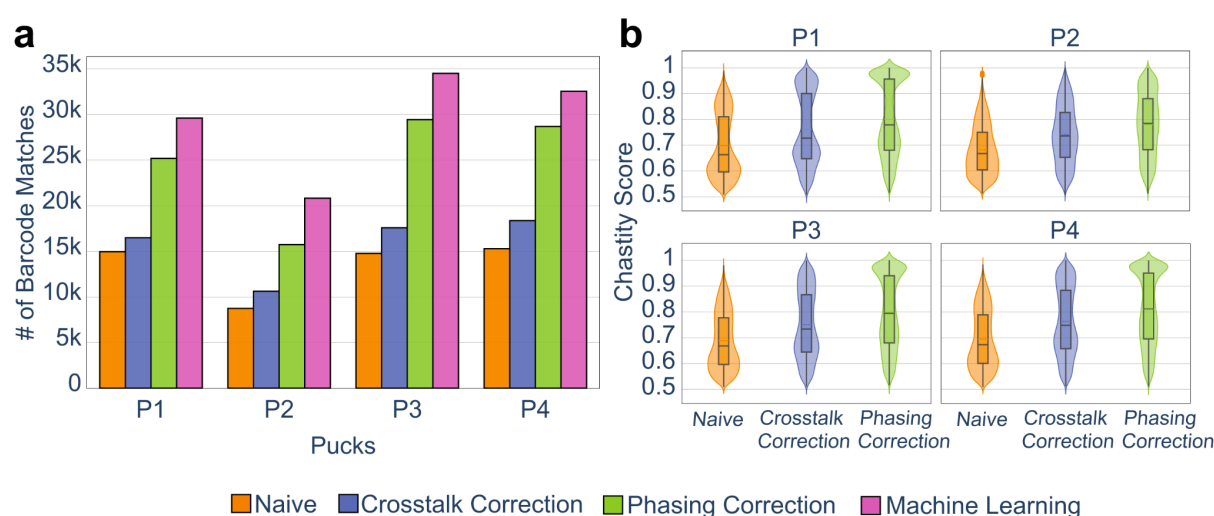 a
# of Barcode Matches
35k
30k
25k
20k
15k
10k
5k
0
P1
P2
P3
P4
Pucks
b
Chastity Score
P1
P2
1
0.9
0.8
0.7
0.6
0.5
P3
P4
1
0.9
0.8
0.7
0.6
0.5
Naive
Crosstalk
Correction
Phasing
Correction
Naive
Crosstalk
Correction
Phasing
Correction
Naive
Crosstalk Correction
Phasing Correction
Machine Learning